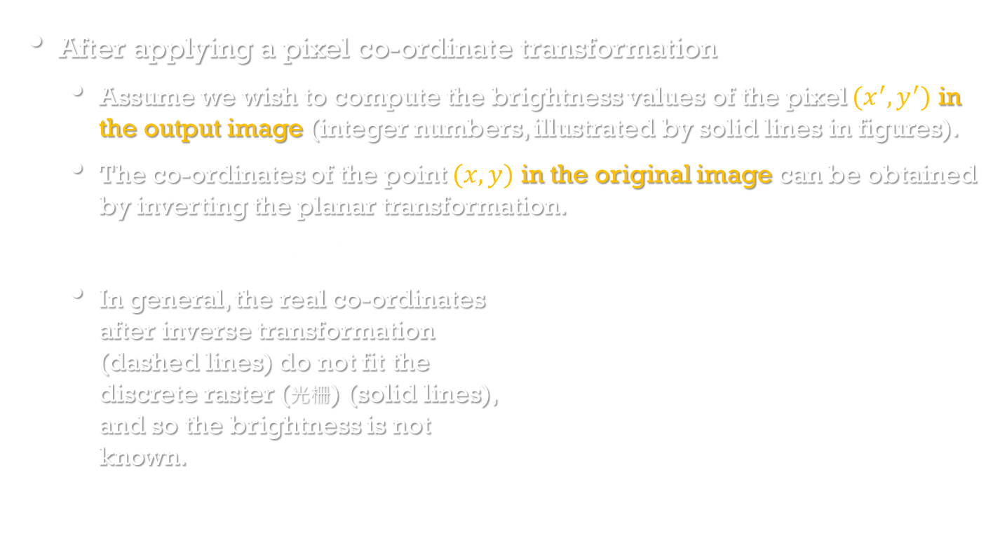 • After applying a pixel co-ordinate transformation
• Assume we wish to compute the brightness values of the pixel (x′, y′) in
the output image (integer numbers, illustrated by solid lines in figures).
• The co-ordinates of the point (x, y) in the original image can be obtained
by inverting the planar transformation.
• In general, the real co-ordinates
after inverse transformation
(dashed lines) do not fit the
discrete raster (光柵) (solid lines),
and so the brightness is not
known.